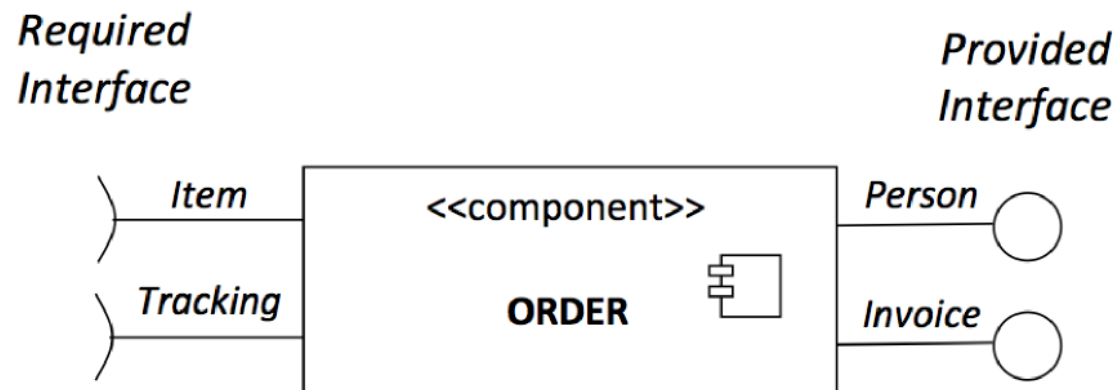 Required
Interface
Provided
Interface
Item
<<component>>
Person
Tracking
ORDER
Invoice